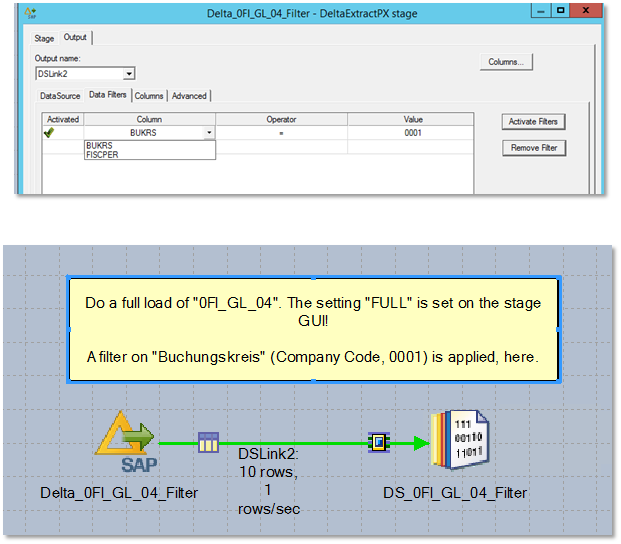 Delta_0FI_GL_04_Filter - DeltaExtractPX stage
Stage Output
Output name:
DSLink2
Columns...
DataSource Data Filters Columns Advanced
Activated Column Operator Value
BUKRS = 0001
BUKRS
FISCPER
Activate Filters
Remove Filter
Do a full load of "0FI_GL_04". The setting "FULL" is set on the stage
GUI!
A filter on "Buchungskreis" (Company Code, 0001) is applied, here.
SAP
111
00110
11011
DSLink2:
10 rows,
1
rows/sec
Delta_0FI_GL_04_Filter
DS_0FI_GL_04_Filter